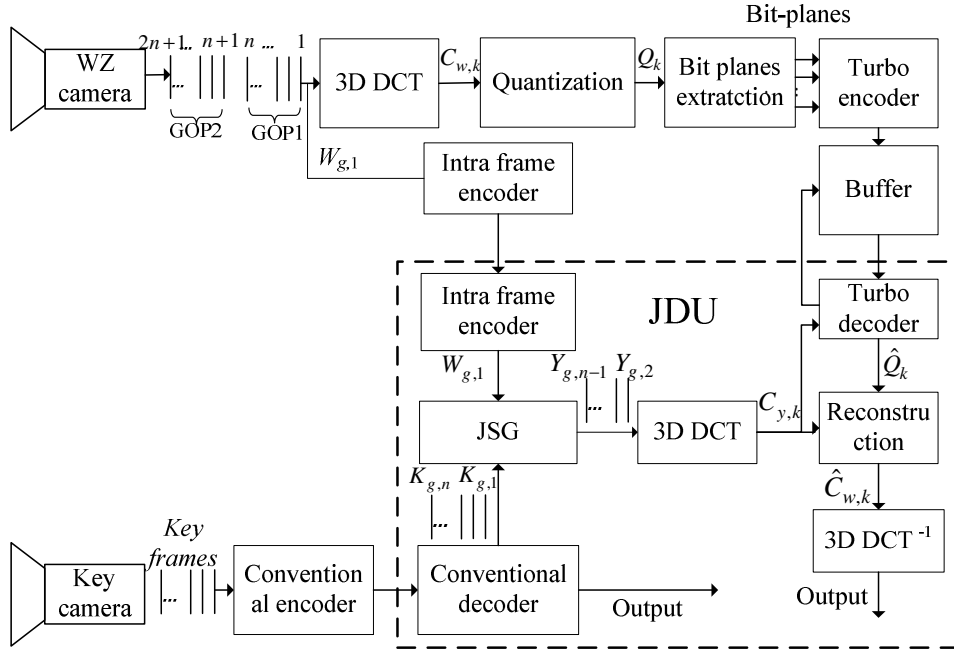 Bit-planes
2n+1... n+1 n ... 1
WZ
camera
...
...
GOP2
GOP1
3D DCT
C_{w,k}
Quantization
Q_k
Bit planes
extratction
Turbo
encoder
W_{g,1}
Intra frame
encoder
Buffer
Intra frame
encoder
JDU
Turbo
decoder
W_{g,1}
Y_{g,n-1} Y_{g,2}
...
\hat{Q}_k
JSG
3D DCT
C_{y,k}
Reconstru
ction
K_{g,n} K_{g,1}
...
\hat{C}_{w,k}
Key
frames
...
Key
camera
Convention
al encoder
Conventional
decoder
Output
3D DCT^{-1}
Output